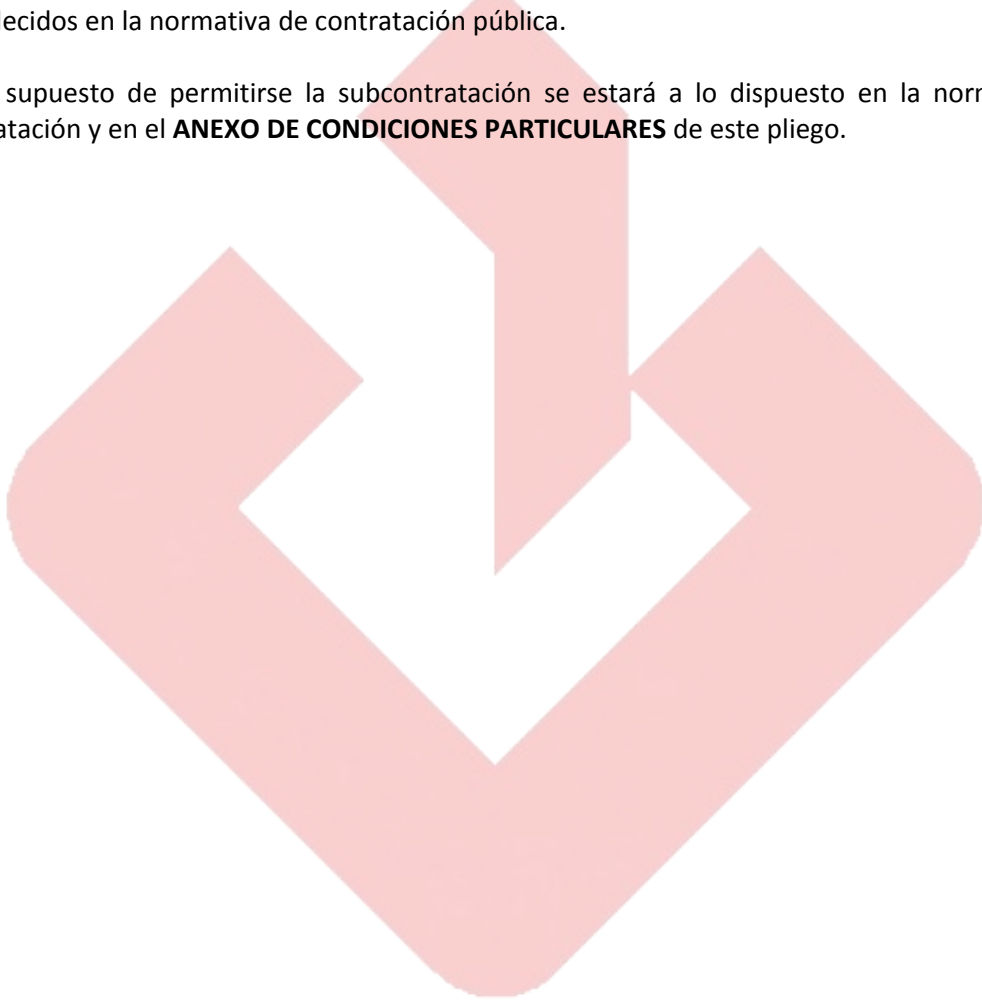 lecidos en la normativa de contratación pública.
supuesto de permitirse la subcontratación se estará a lo dispuesto en la norm
atación y en el ANEXO DE CONDICIONES PARTICULARES de este pliego.